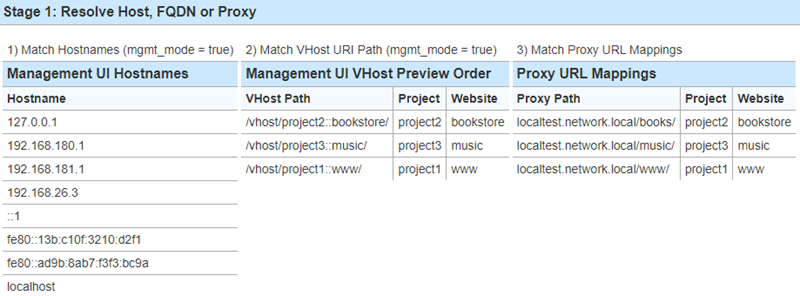 Stage 1: Resolve Host, FQDN or Proxy
1) Match Hostnames (mgmt_mode = true)
Management UI Hostnames
Hostname
127.0.0.1
192.168.180.1
192.168.181.1
192.168.26.3
::1
fe80::13b:c10f:3210:d2f1
fe80::ad9b:8ab7:f3f3:bc9a
localhost
2) Match VHost URI Path (mgmt_mode = true)
Management UI VHost Preview Order
VHost Path Project Website
/vhost/project2::bookstore/ project2 bookstore
/vhost/project3::music/ project3 music
/vhost/project1::www/ project1 www
3) Match Proxy URL Mappings
Proxy URL Mappings
Proxy Path Project Website
localtest.network.local/books/ project2 bookstore
localtest.network.local/music/ project3 music
localtest.network.local/www/ project1 www